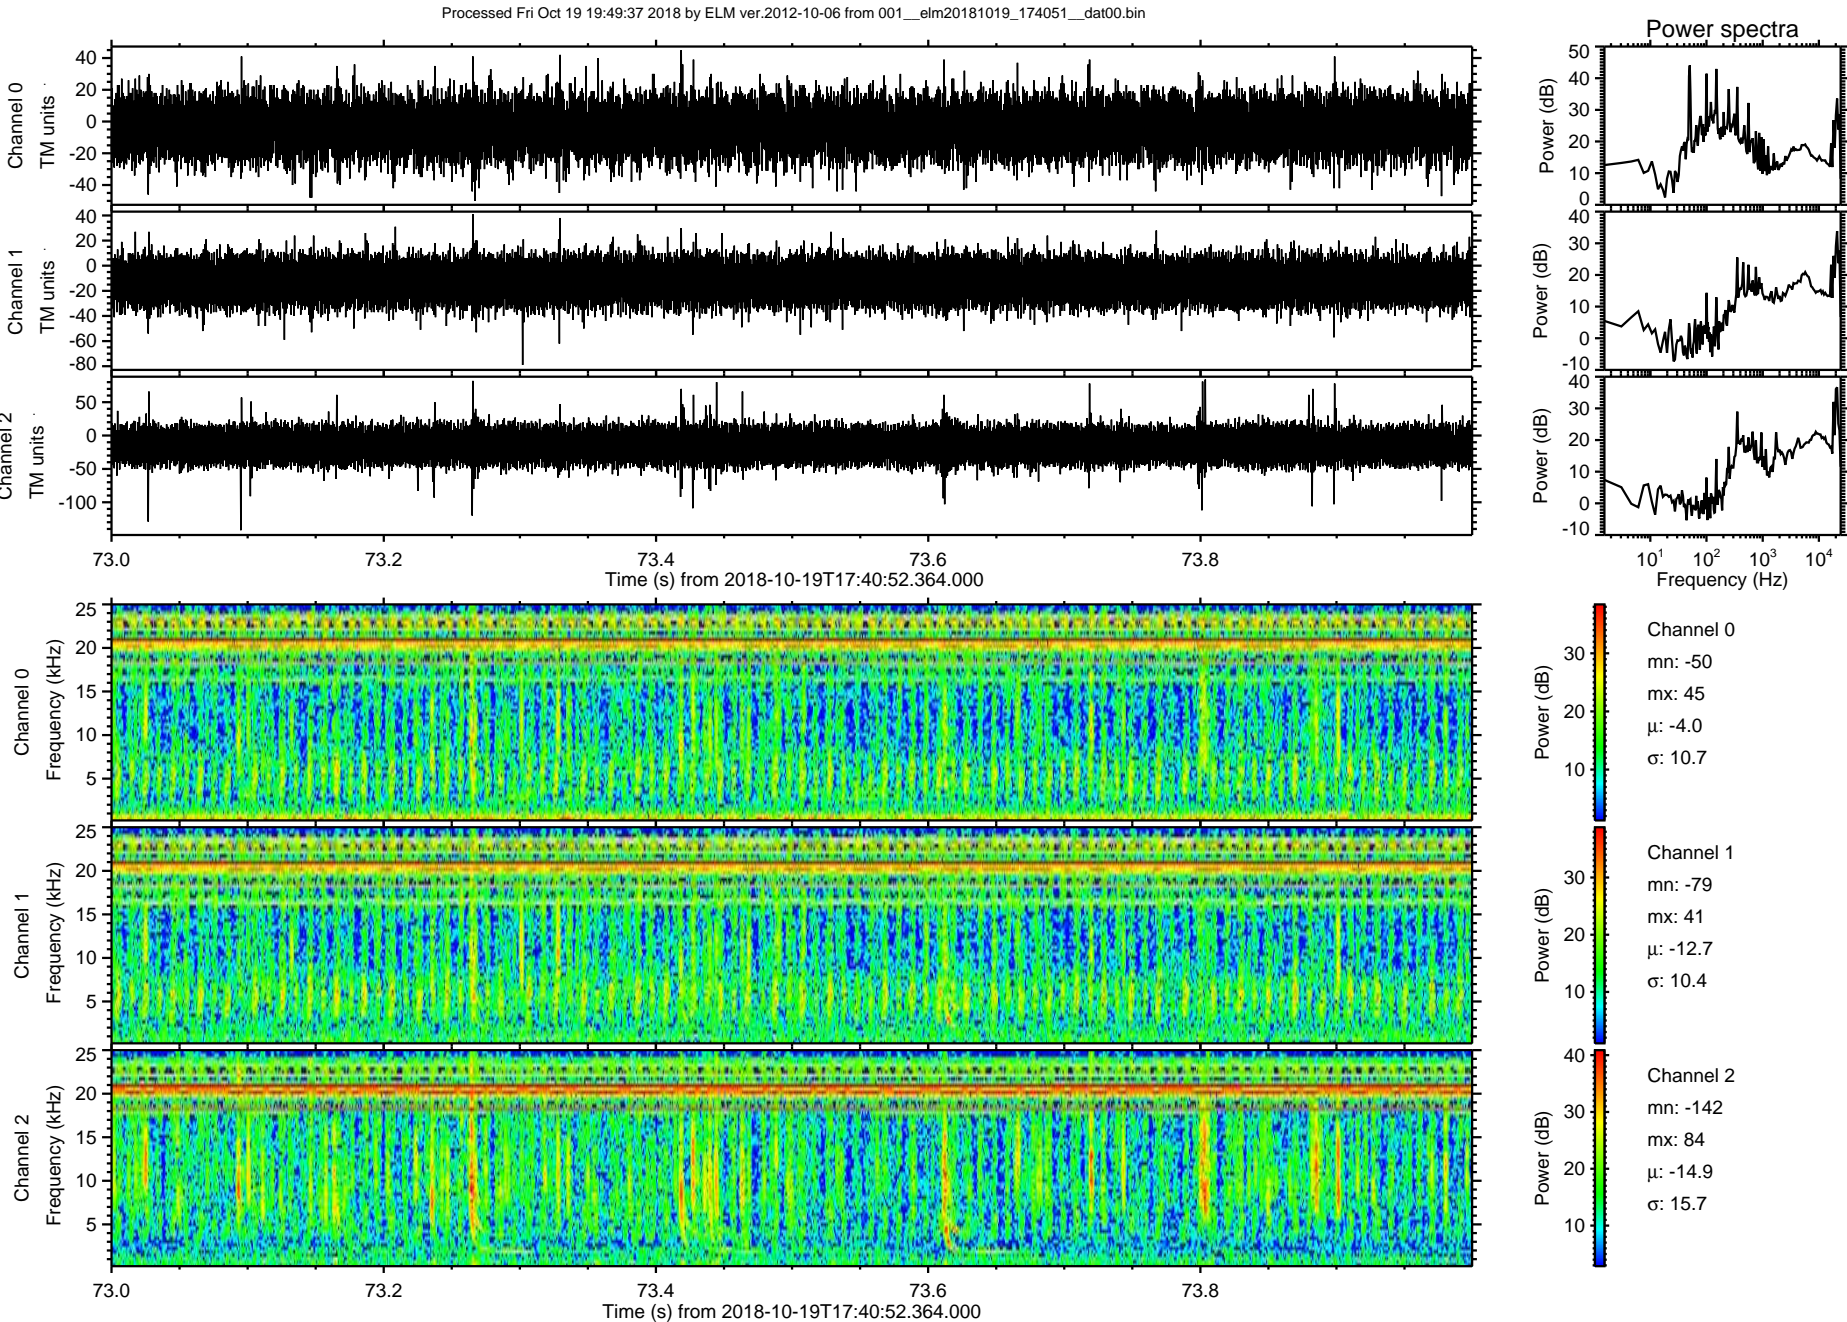 Processed Fri Oct 19 19:49:37 2018 by ELM ver.2012-10-06 from 001__elm20181019_174051__dat00.bin
Power spectra
Channel 0
TM units
40
20
0
-20
-40
Power (dB)
50
40
30
20
10
0
Channel 1
TM units
40
20
0
-20
-40
-60
-80
Power (dB)
40
30
20
10
0
-10
Channel 2
TM units
50
0
-50
-100
Power (dB)
40
30
20
10
0
-10
73.0 73.2 73.4 73.6 73.8
Time (s) from 2018-10-19T17:40:52.364.000
10^1 10^2 10^3 10^4
Frequency (Hz)
Channel 0
Frequency (kHz)
25
20
15
10
5
Power (dB)
30
20
10
Channel 0
mn: -50
mx: 45
μ: -4.0
σ: 10.7
Channel 1
Frequency (kHz)
25
20
15
10
5
Power (dB)
30
20
10
Channel 1
mn: -79
mx: 41
μ: -12.7
σ: 10.4
Channel 2
Frequency (kHz)
25
20
15
10
5
Power (dB)
40
30
20
10
Channel 2
mn: -142
mx: 84
μ: -14.9
σ: 15.7
73.0 73.2 73.4 73.6 73.8
Time (s) from 2018-10-19T17:40:52.364.000